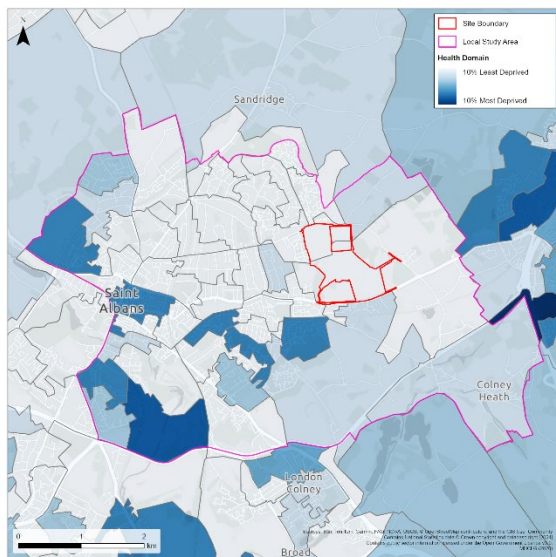 N
Site Boundary
Local Study Area
Health Domain
10% Least Deprived
10% Most Deprived
Sandridge
Saint
Albans
Colney
Heath
London
Colney
Broad
0
1
2
km